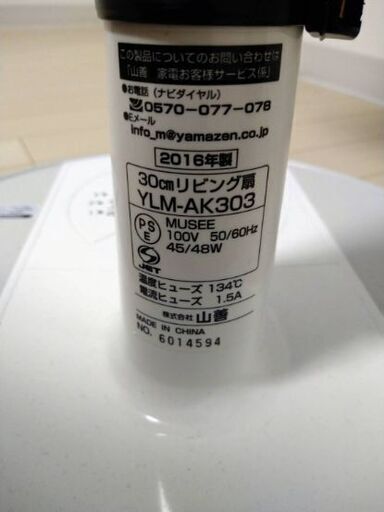 この製品についてのお問い合わせは
「山善 家電お客様サービス係」
●お電話(ナビダイヤル)
0570-077-078
●Eメール
info_m@yamazen.co.jp
2016年製
30cmリビング扇
YLM-AK303
PSE
MUSEE
100V 50/60Hz
45/48W
S JET
温度ヒューズ 134℃
電流ヒューズ 1.5A
株式会社 山善
MADE IN CHINA
NO. 6014594